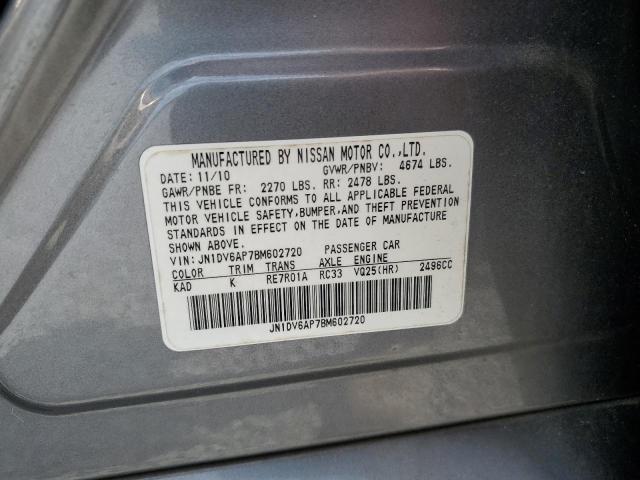 MANUFACTURED BY NISSAN MOTOR CO.,LTD.
DATE: 11/10 GVWR/PNBV: 4674 LBS.
GAWR/PNBE FR: 2270 LBS. RR: 2478 LBS.
THIS VEHICLE CONFORMS TO ALL APPLICABLE FEDERAL
MOTOR VEHICLE SAFETY,BUMPER,AND THEFT PREVENTION
STANDARDS IN EFFECT ON THE DATE OF MANUFACTURE
SHOWN ABOVE.
VIN: JN1DV6AP7BM602720 PASSENGER CAR
COLOR TRIM TRANS AXLE ENGINE
KAD K RE7R01A RC33 VQ25(HR) 2496CC
JN1DV6AP7BM602720